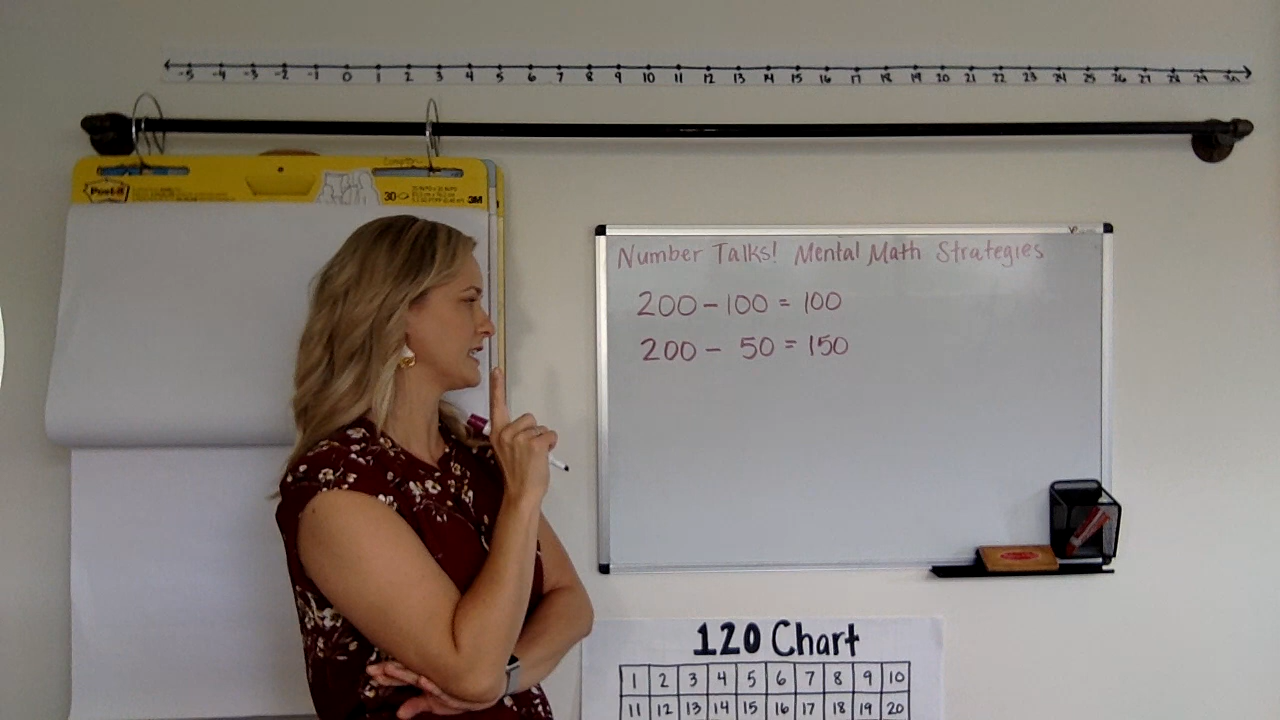 -5 -4 -3 -2 -1 0 1 2 3 4 5 6 7 8 9 10 11 12 13 14 15 16 17 18 19 20 21 22 23 24 25 26 27 28 29 30
Post-it
30
3M
Number Talks! Mental Math Strategies
200 - 100 = 100
200 - 50 = 150
120 Chart
1 2 3 4 5 6 7 8 9 10
11 12 13 14 15 16 17 18 19 20